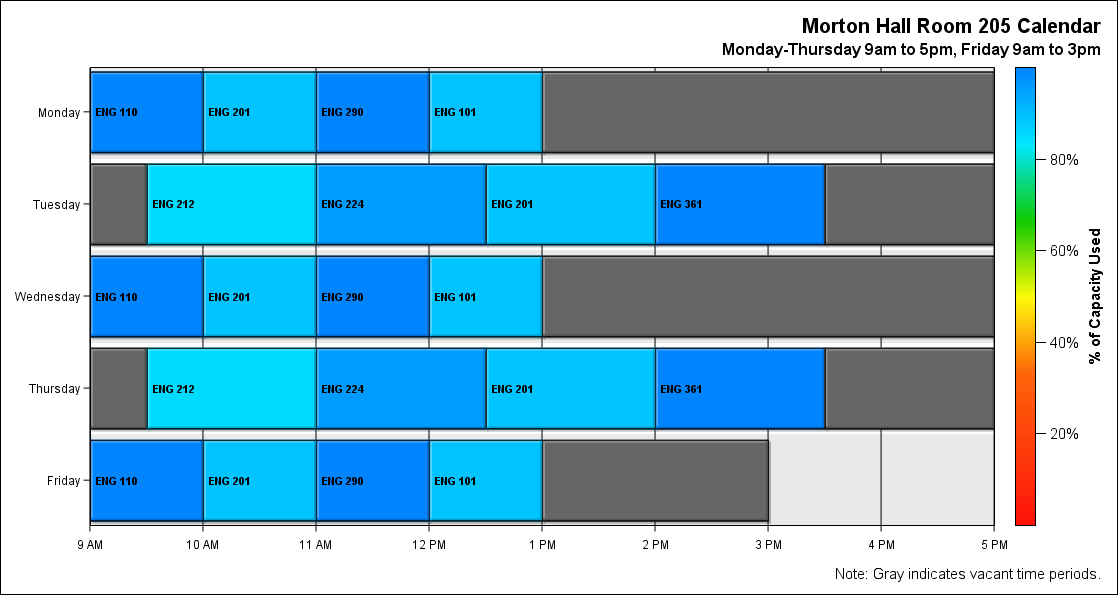 Morton Hall Room 205 Calendar
Monday-Thursday 9am to 5pm, Friday 9am to 3pm
Monday ENG 110 ENG 201 ENG 290 ENG 101
Tuesday ENG 212 ENG 224 ENG 201 ENG 361
Wednesday ENG 110 ENG 201 ENG 290 ENG 101
Thursday ENG 212 ENG 224 ENG 201 ENG 361
Friday ENG 110 ENG 201 ENG 290 ENG 101
9 AM 10 AM 11 AM 12 PM 1 PM 2 PM 3 PM 4 PM 5 PM
80%
60%
40%
20%
% of Capacity Used
Note: Gray indicates vacant time periods.